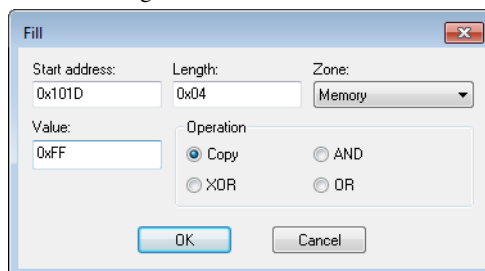 Fill
Start address: Length: Zone:
0x101D 0x04 Memory
Value: Operation
0xFF Copy AND
XOR OR
OK Cancel